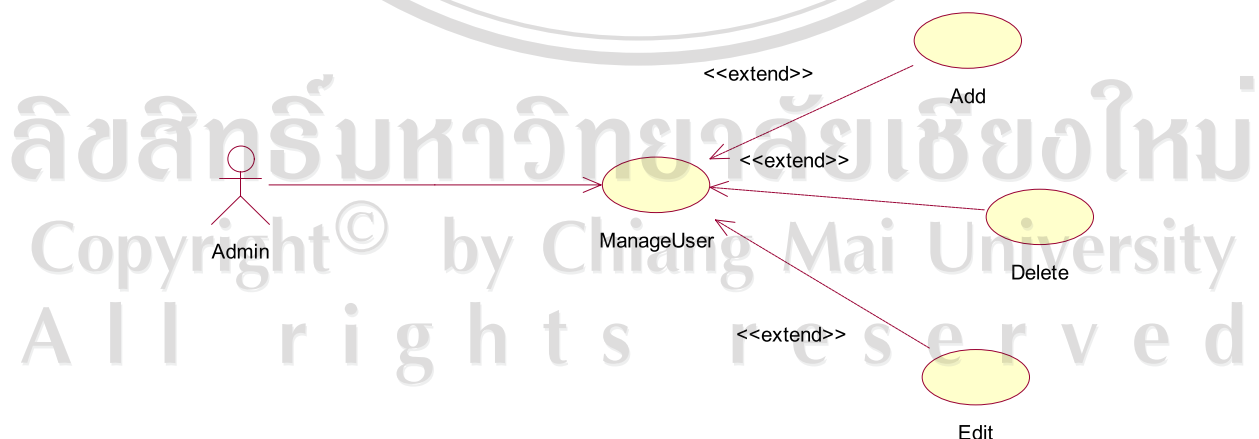 <<extend>>
Add
ลิขสิทธิ์มหาวิทยาลัยเชียงใหม่
<<extend>>
Admin
ManageUser
Copyright© by Chiang Mai University
Delete
All rights reserved
<<extend>>
Edit